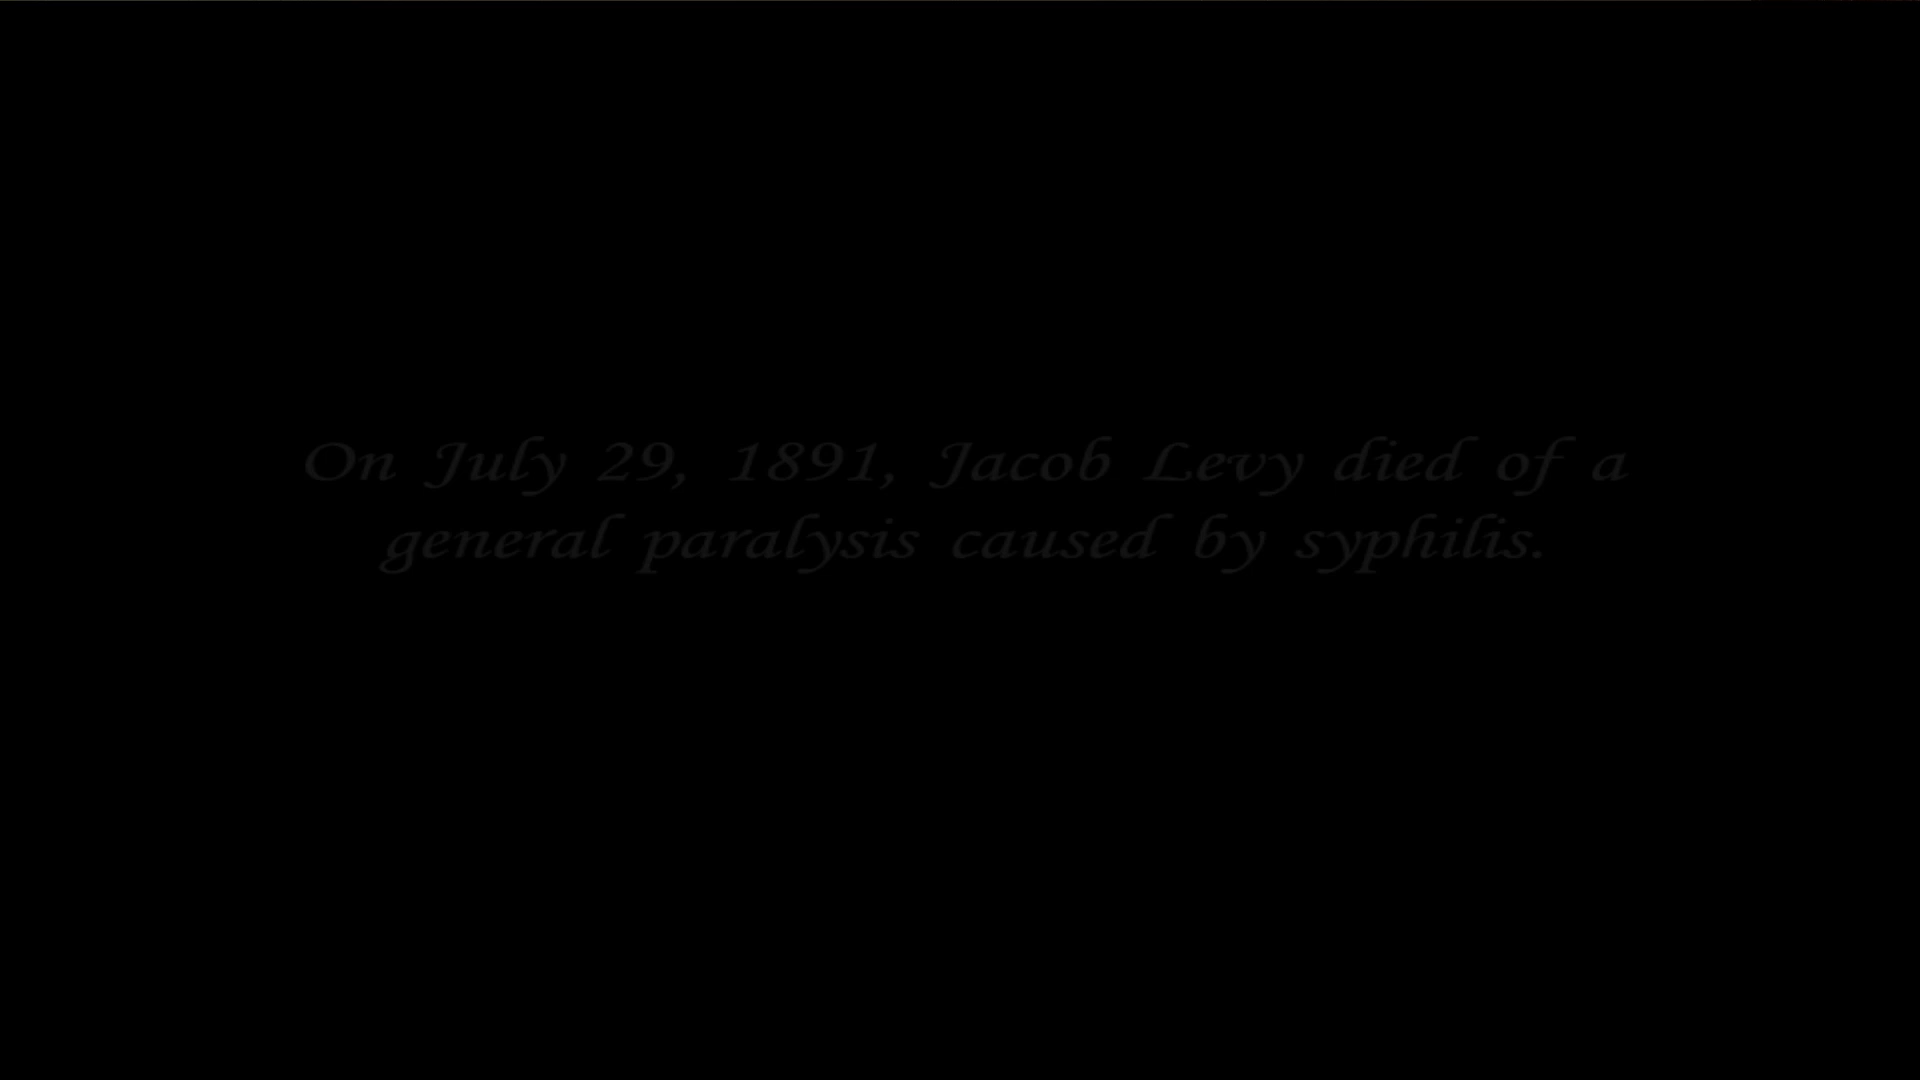 On July 29, 1891, Jacob Levy died of a
general paralysis caused by syphilis.